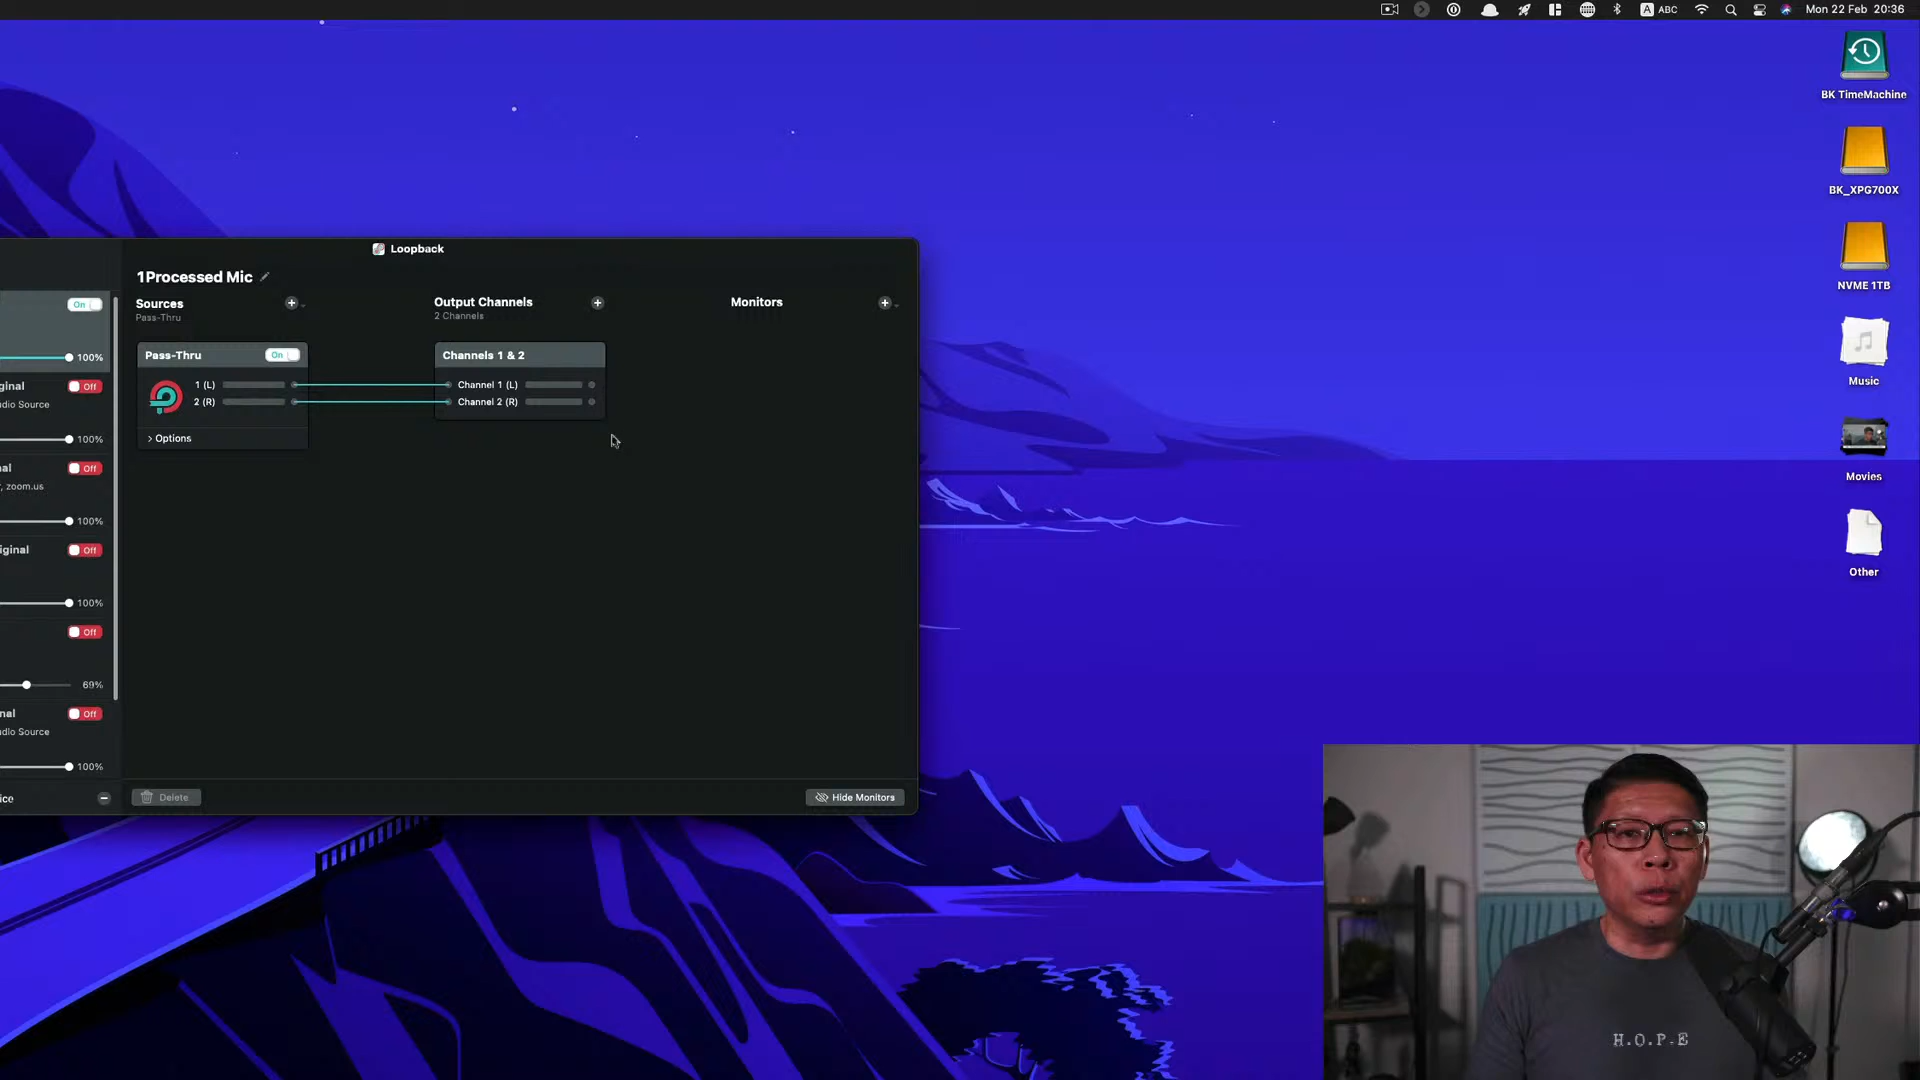 ABC
Mon 22 Feb 20:36
BK TimeMachine
BK_XPG700X
NVME 1TB
Music
Movies
Other
Loopback
1Processed Mic
Sources
Pass-Thru
Output Channels
2 Channels
Monitors
On
100%
ginal
Off
udio Source
100%
nal
Off
, zoom.us
100%
iginal
Off
100%
Off
69%
nal
Off
udio Source
100%
ice
Pass-Thru
On
1 (L)
2 (R)
Options
Channels 1 & 2
Channel 1 (L)
Channel 2 (R)
Delete
Hide Monitors
H.O.P.E